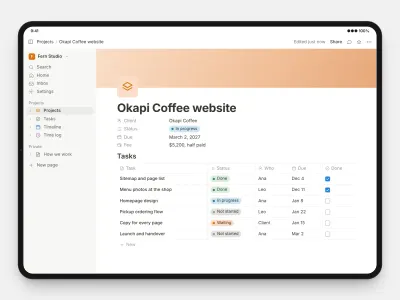 9:41
100%
Projects / Okapi Coffee website
Edited just now
Share
F Fern Studio
Search
Home
Inbox
Settings
Projects
Projects
Tasks
Timeline
Time log
Private
How we work
New page
Okapi Coffee website
Client Okapi Coffee
Status In progress
Due March 2, 2027
Fee $5,200, half paid
Tasks
Task Status Who Due Done
Sitemap and page list Done Ana Dec 4
Menu photos at the shop Done Leo Dec 11
Homepage design In progress Ana Jan 8
Pickup ordering flow Not started Leo Jan 22
Copy for every page Waiting Client Jan 15
Launch and handover Not started Ana Mar 2
+ New